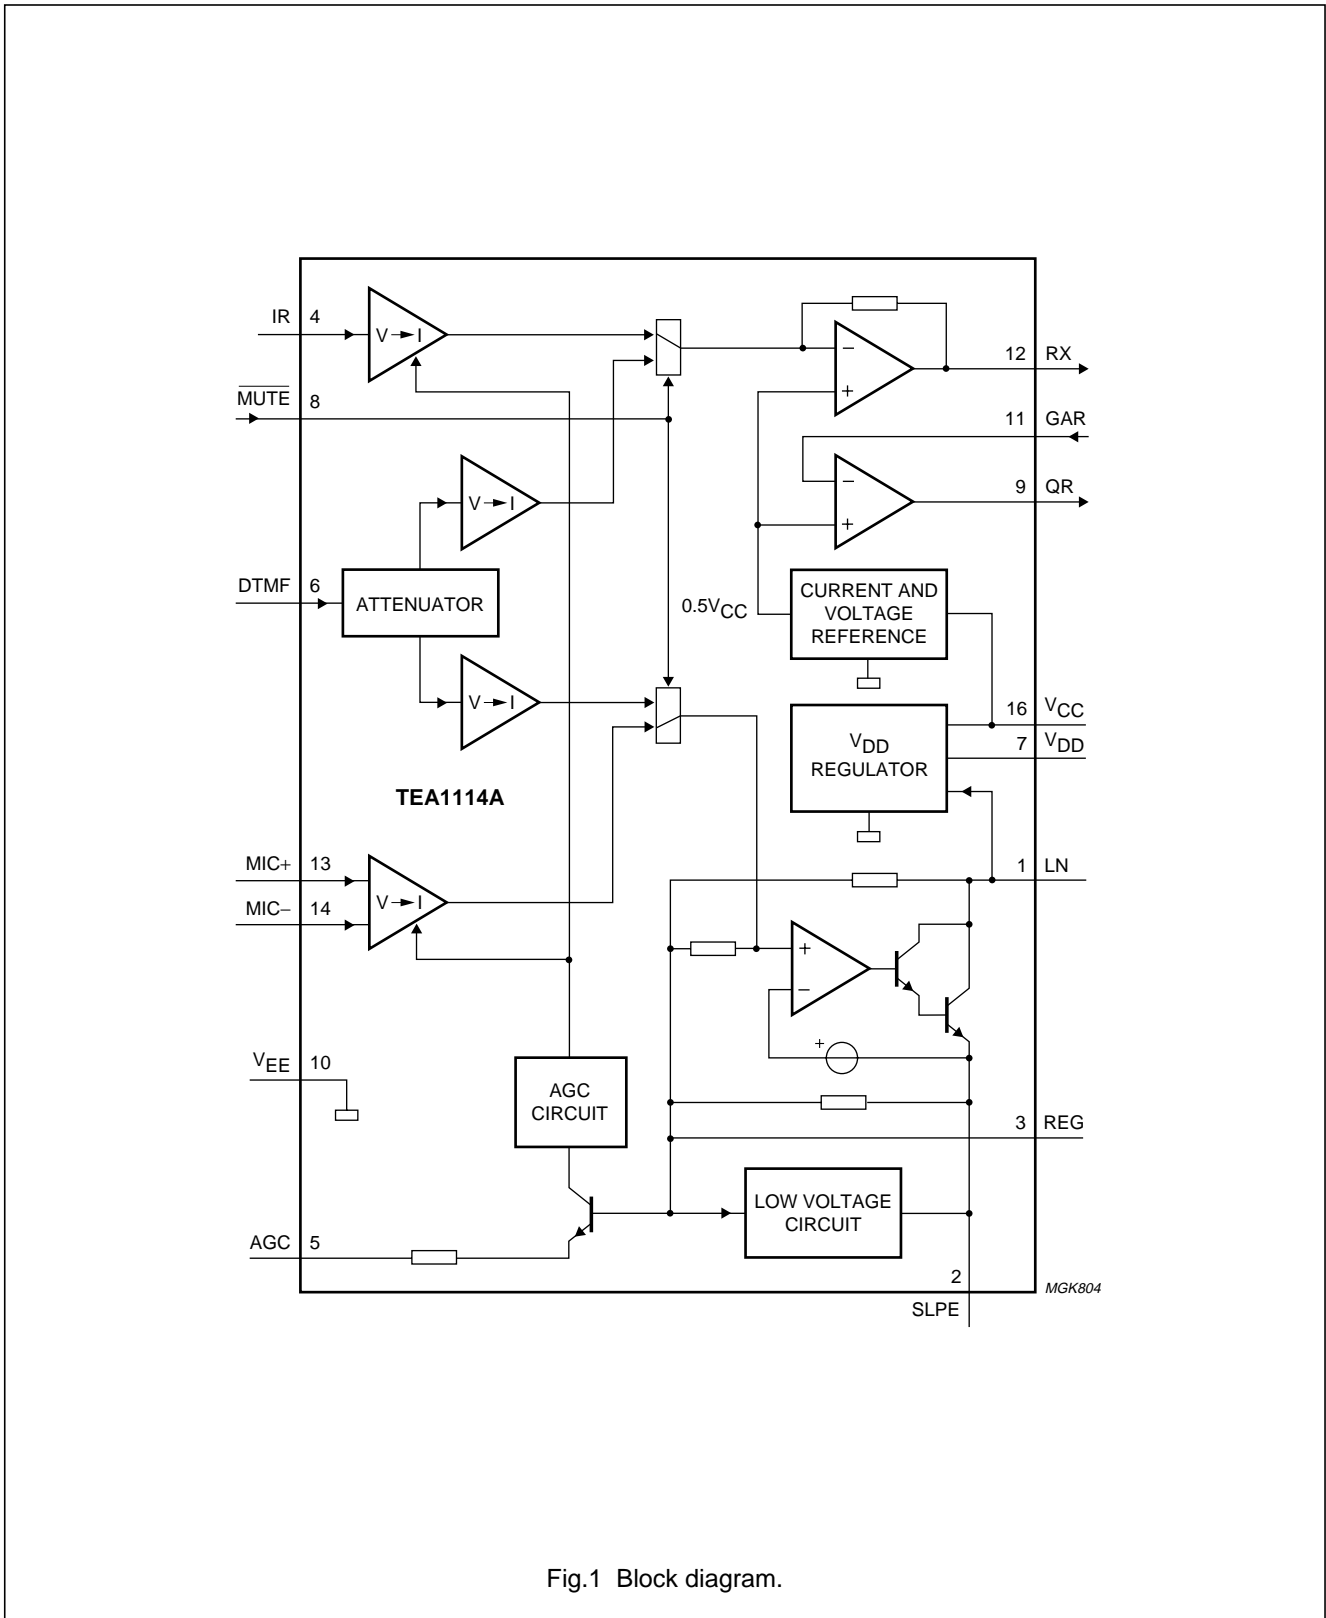 IR 4
V I
MUTE 8
V I
DTMF 6
ATTENUATOR
V I
TEA1114A
MIC+ 13
MIC− 14
V I
VEE 10
AGC
CIRCUIT
AGC 5
− +
12 RX
11 GAR
− +
9 QR
0.5VCC
CURRENT AND
VOLTAGE
REFERENCE
16 VCC
7 VDD
VDD
REGULATOR
1 LN
+ −
+
3 REG
LOW VOLTAGE
CIRCUIT
2
SLPE
MGK804
Fig.1 Block diagram.